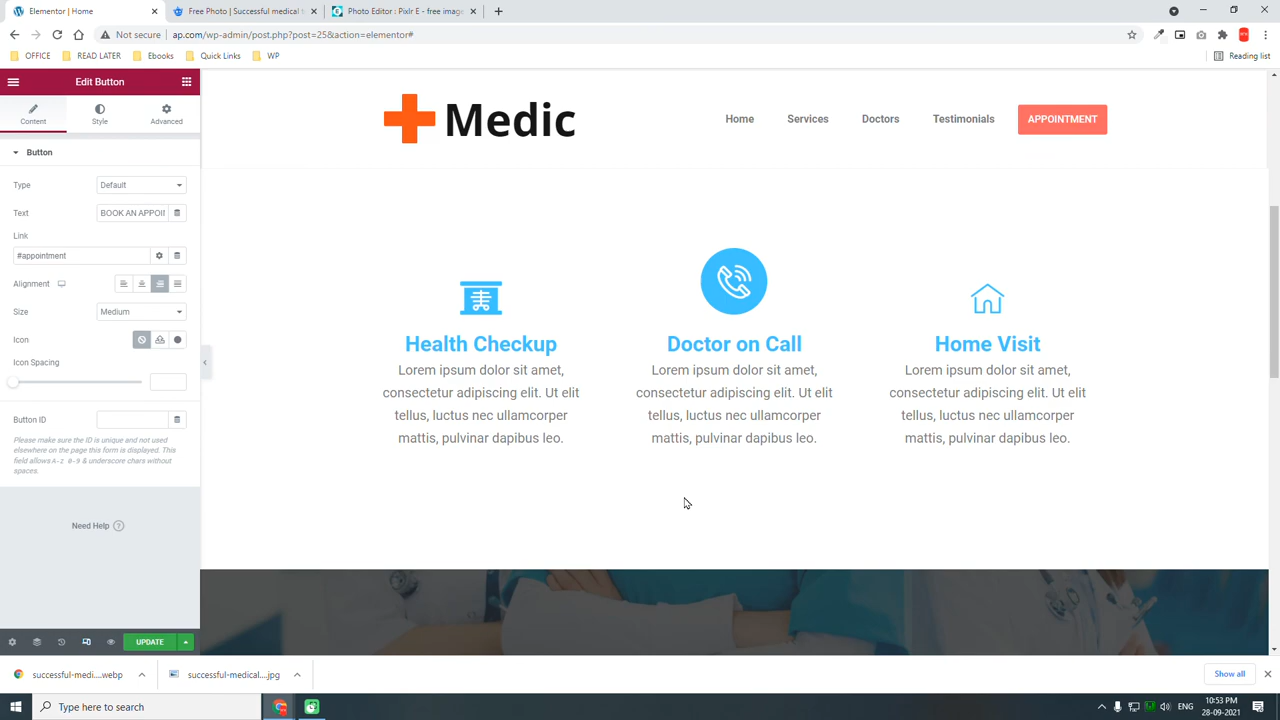 Elementor | Home
Free Photo | Successful medical t
Photo Editor : Pixlr E - free imag
Not secure
ap.com/wp-admin/post.php?post=25&action=elementor#
OFFICE
READ LATER
Ebooks
Quick Links
WP
Reading list
Edit Button
Content
Style
Advanced
Button
Type
Default
Text
BOOK AN APPOI
Link
#appointment
Alignment
Size
Medium
Icon
Icon Spacing
Button ID
Please make sure the ID is unique and not used
elsewhere on the page this form is displayed. This
field allows A-z 0-9 & underscore chars without
spaces.
Need Help ?
UPDATE
Medic
Home
Services
Doctors
Testimonials
APPOINTMENT
Health Checkup
Lorem ipsum dolor sit amet,
consectetur adipiscing elit. Ut elit
tellus, luctus nec ullamcorper
mattis, pulvinar dapibus leo.
Doctor on Call
Lorem ipsum dolor sit amet,
consectetur adipiscing elit. Ut elit
tellus, luctus nec ullamcorper
mattis, pulvinar dapibus leo.
Home Visit
Lorem ipsum dolor sit amet,
consectetur adipiscing elit. Ut elit
tellus, luctus nec ullamcorper
mattis, pulvinar dapibus leo.
successful-medi....webp
successful-medical....jpg
Show all
Type here to search
ENG
10:53 PM
28-09-2021